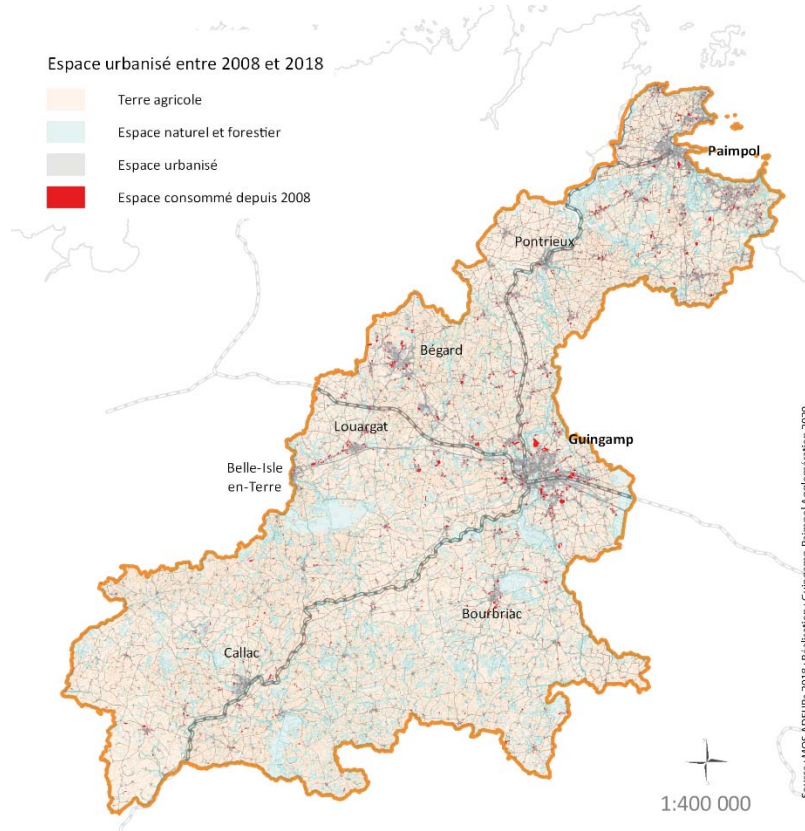 Espace urbanisé entre 2008 et 2018
Terre agricole
Espace naturel et forestier
Espace urbanisé
Espace consommé depuis 2008
Paimpol
Pontrieux
Bégard
Louargat
Guingamp
Belle-Isle
en-Terre
Bourbriac
Callac
1:400 000